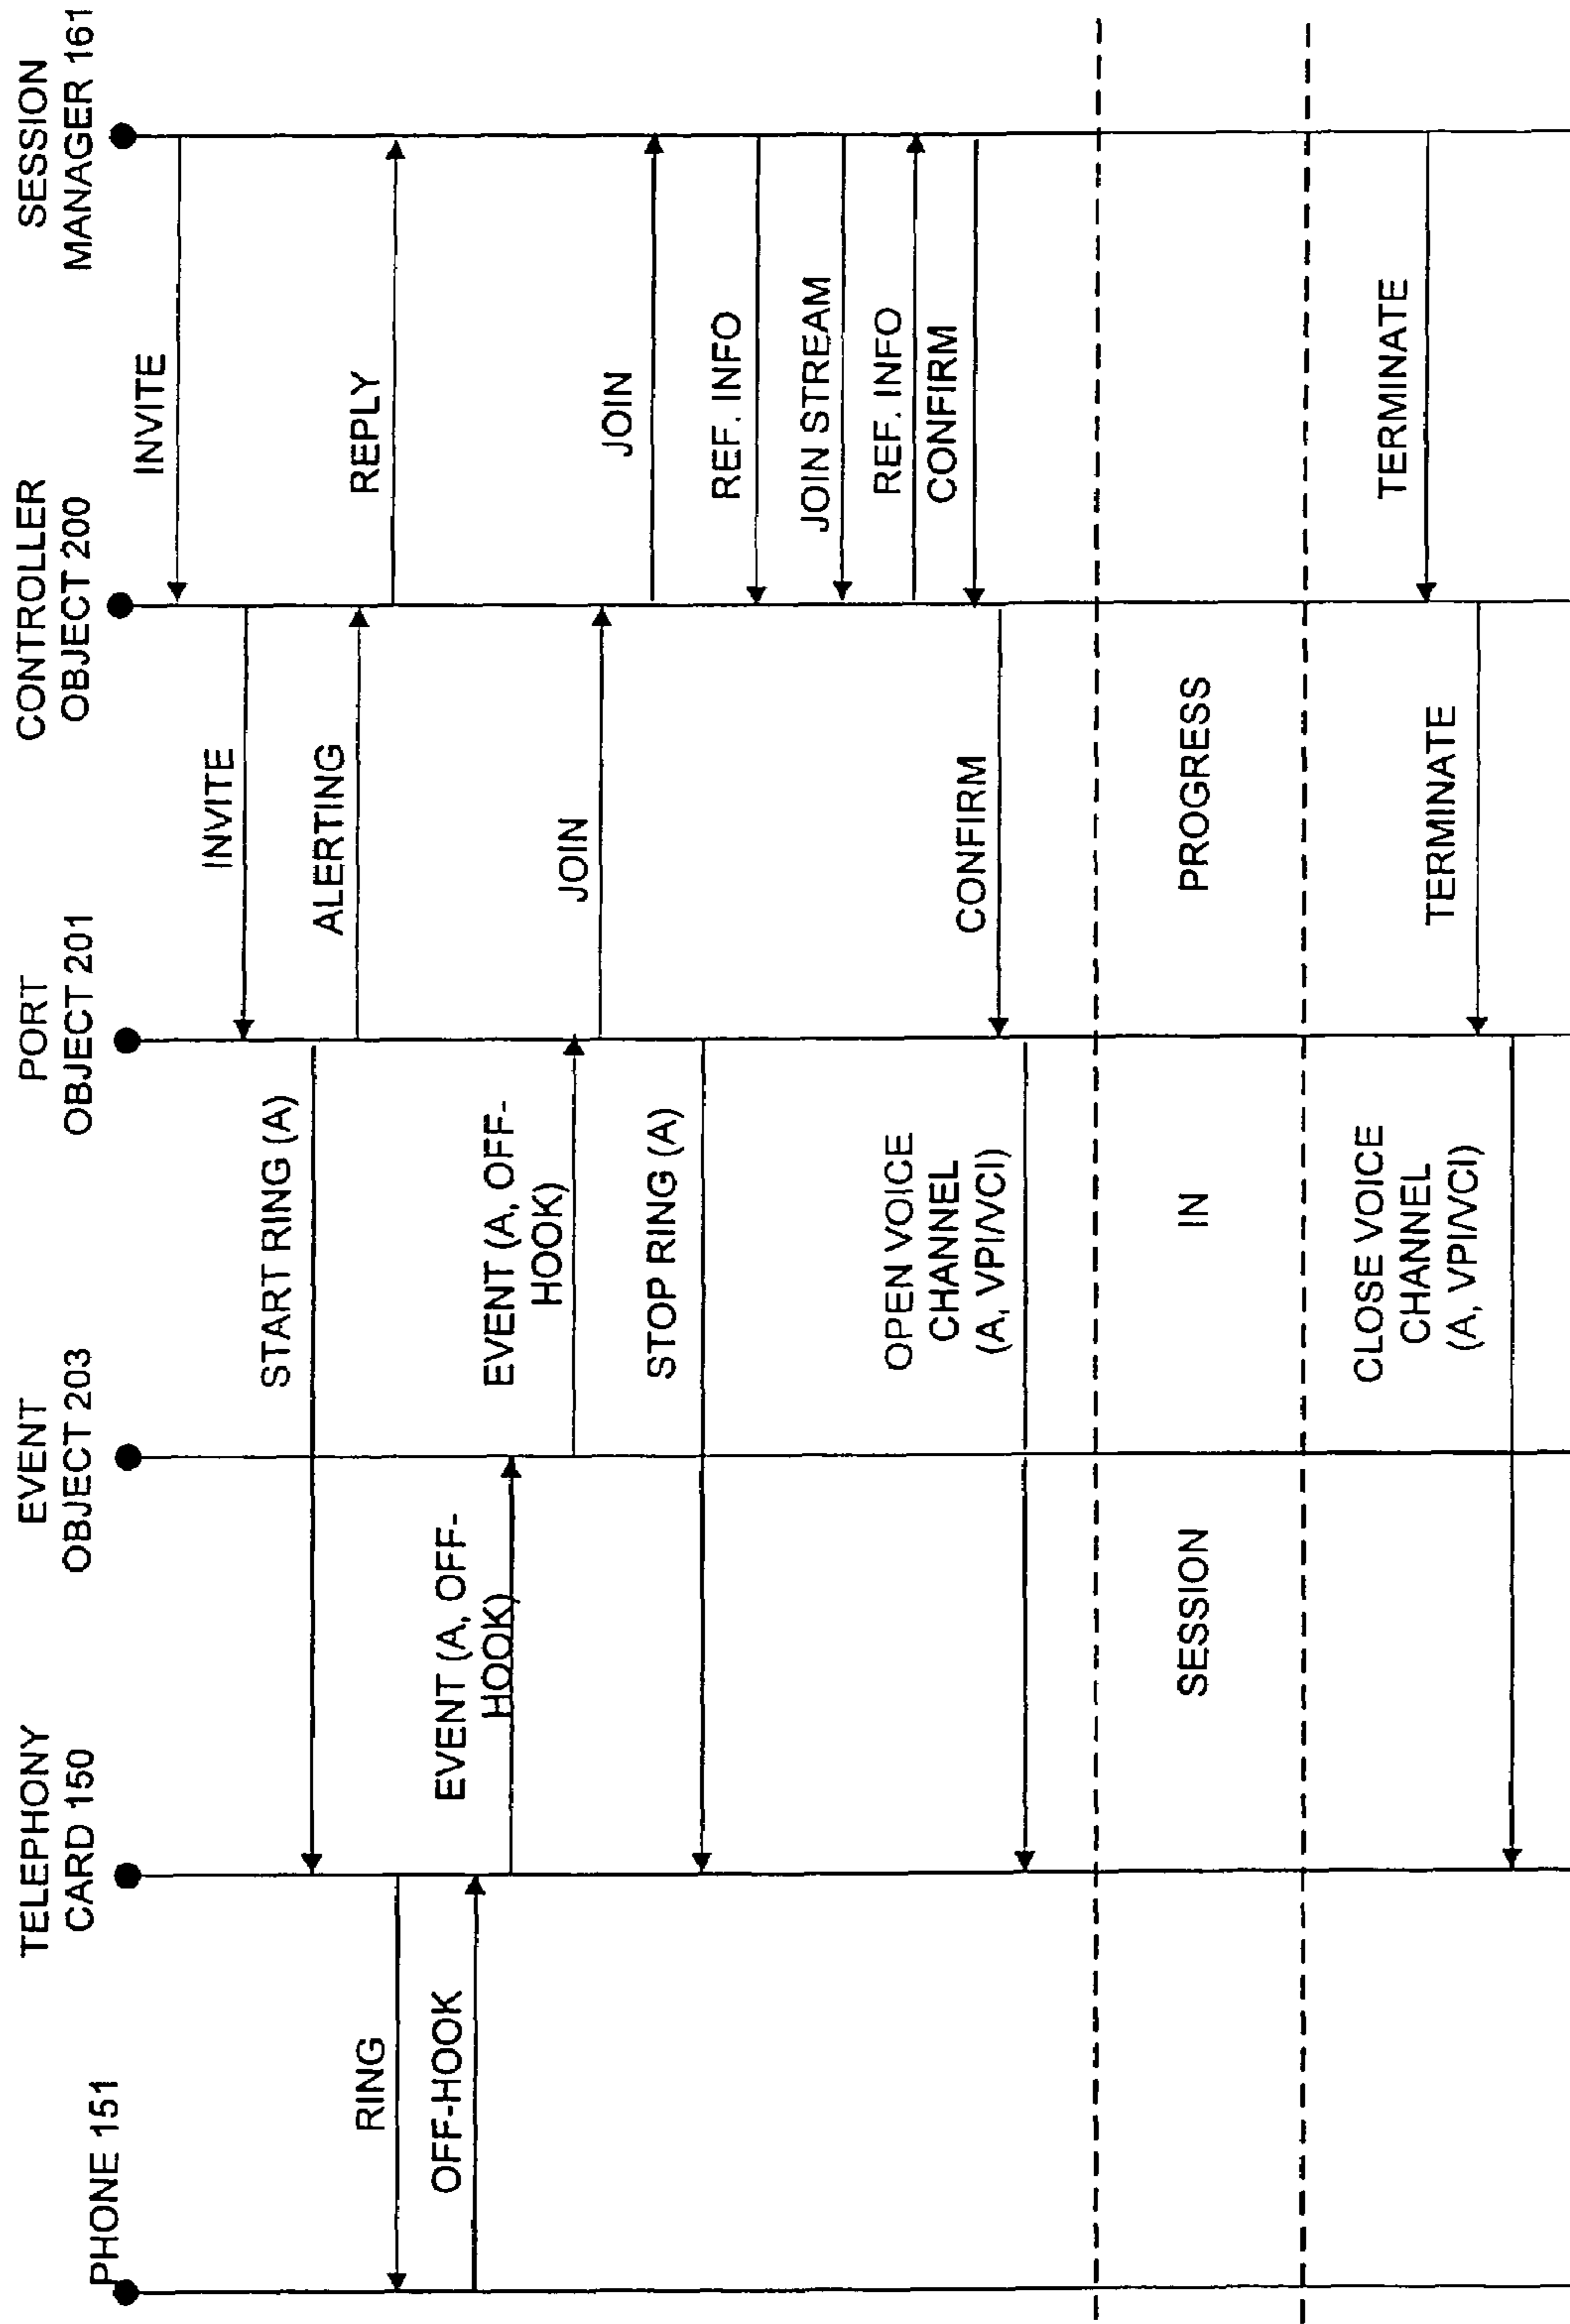 PHONE 151
TELEPHONY
CARD 150
EVENT
OBJECT 203
PORT
OBJECT 201
CONTROLLER
OBJECT 200
SESSION
MANAGER 161
INVITE
INVITE
START RING (A)
ALERTING
RING
REPLY
OFF-HOOK
EVENT (A, OFF-
HOOK)
EVENT (A, OFF-
HOOK)
JOIN
JOIN
STOP RING (A)
REF. INFO
JOIN STREAM
REF. INFO
CONFIRM
CONFIRM
OPEN VOICE
CHANNEL
(A, VPI/VCI)
SESSION
IN
PROGRESS
TERMINATE
TERMINATE
CLOSE VOICE
CHANNEL
(A, VPI/VCI)